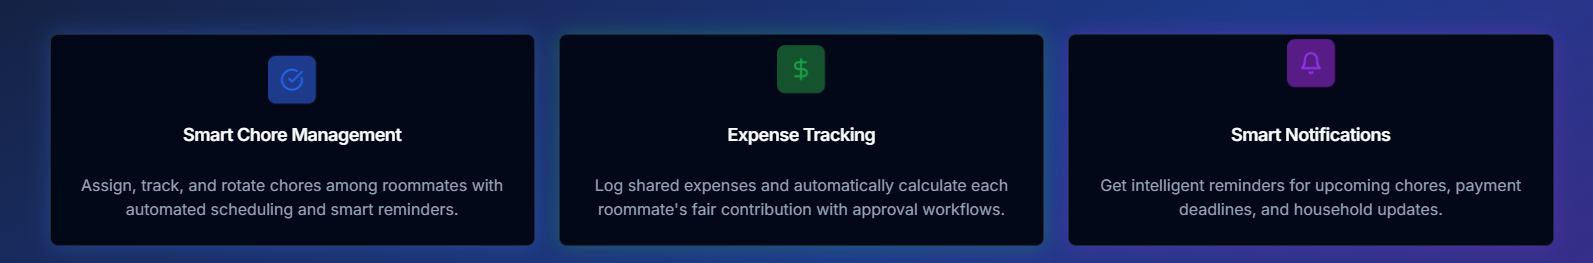 Smart Chore Management
Assign, track, and rotate chores among roommates with
automated scheduling and smart reminders.
$
Expense Tracking
Log shared expenses and automatically calculate each
roommate's fair contribution with approval workflows.
Smart Notifications
Get intelligent reminders for upcoming chores, payment
deadlines, and household updates.